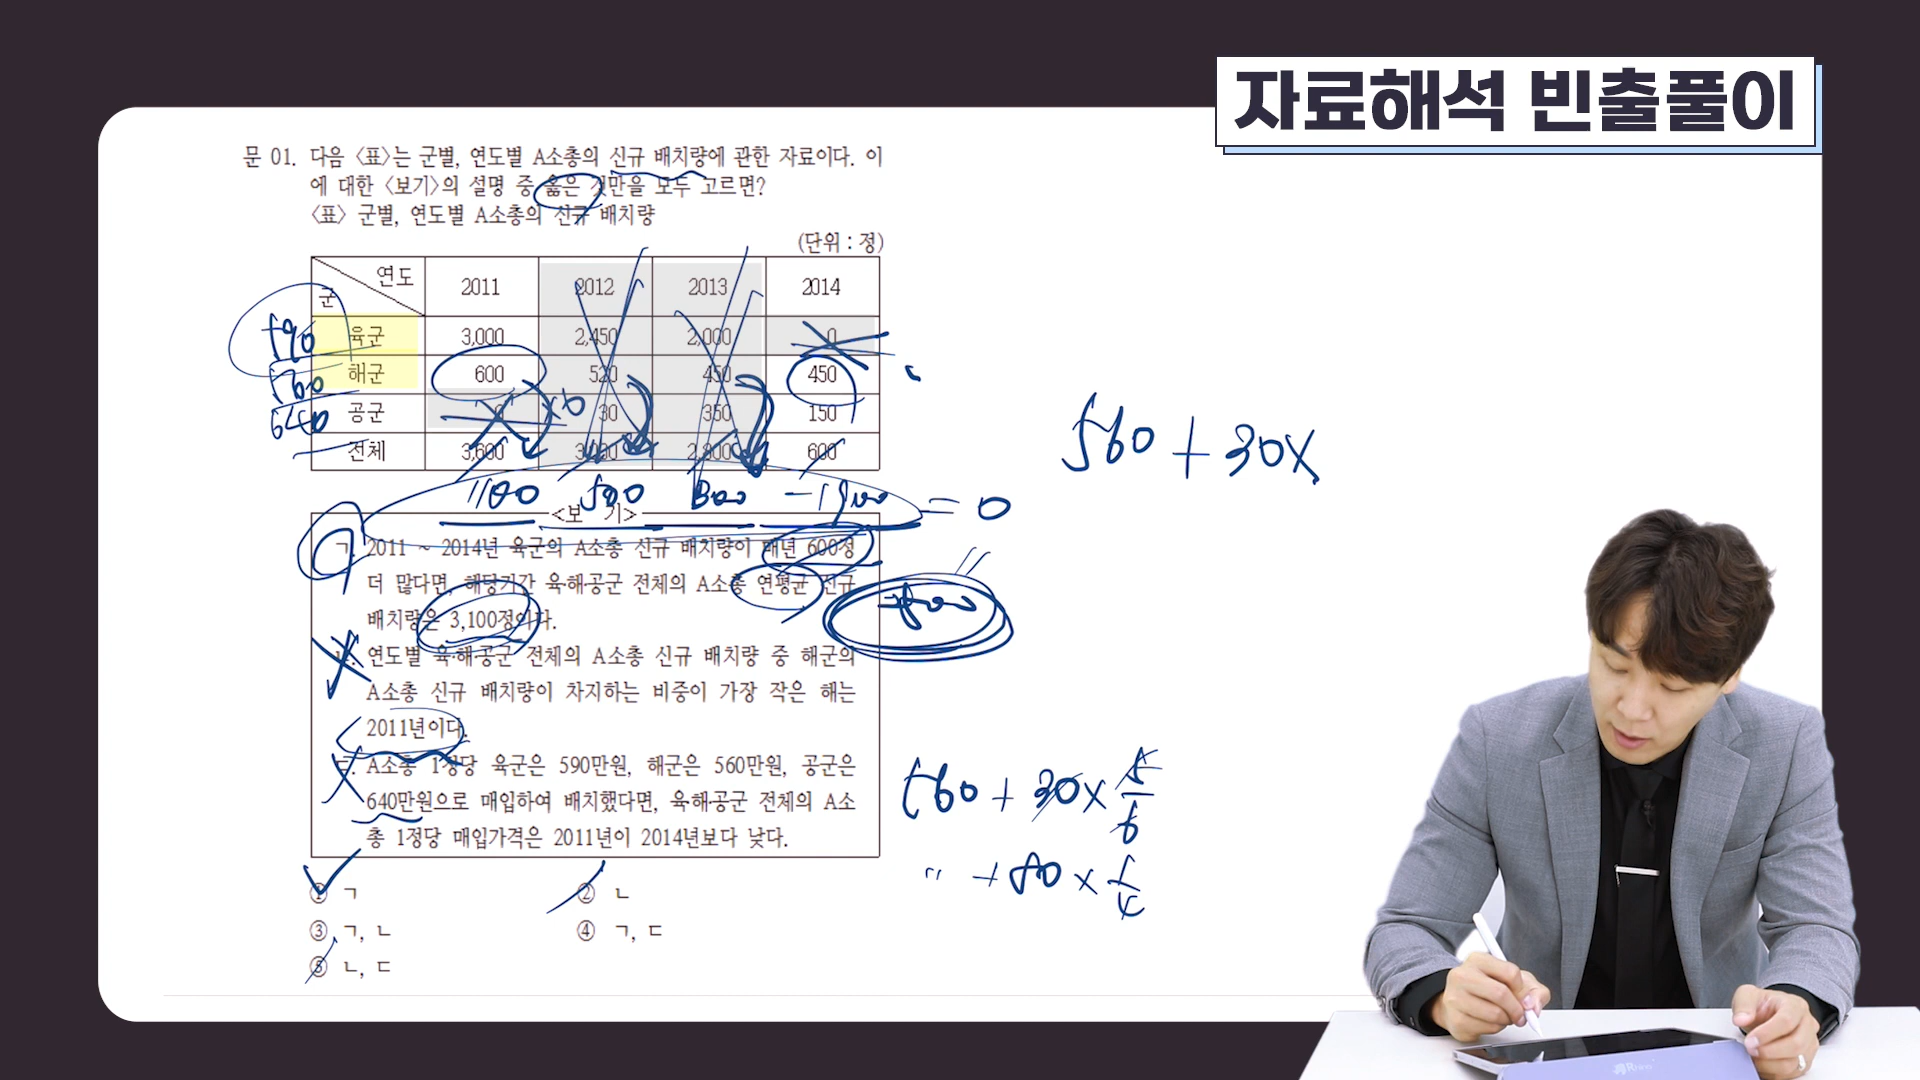 자료해석 빈출풀이
문 01. 다음 〈표〉는 군별, 연도별 A소총의 신규 배치량에 관한 자료이다. 이
에 대한 〈보기〉의 설명 중 옳은 것만을 모두 고르면?
〈표〉 군별, 연도별 A소총의 신규 배치량
(단위 : 정)
연도 2011 2012 2013 2014
군
590 육군 3,000 2,450 2,000 0
560 해군 600 520 450 450
640 공군 0 30 350 150
전체 3,600 3,000 2,800 600
1100 500 300 = 0
560 + 30×
<보 기>
ㄱ. 2011 ~ 2014년 육군의 A소총 신규 배치량이 매년 600정
더 많다면, 해당기간 육·해·공군 전체의 A소총 연평균 신규
배치량은 3,100정이다.
ㄴ. 연도별 육·해·공군 전체의 A소총 신규 배치량 중 해군의
A소총 신규 배치량이 차지하는 비중이 가장 작은 해는
2011년이다.
ㄷ. A소총 1정당 육군은 590만원, 해군은 560만원, 공군은
640만원으로 매입하여 배치했다면, 육·해·공군 전체의 A소
총 1정당 매입가격은 2011년이 2014년보다 낮다.
560 + 30 × 5/6
" + 80 × 1/4
① ㄱ ② ㄴ
③ ㄱ, ㄴ ④ ㄱ, ㄷ
⑤ ㄴ, ㄷ